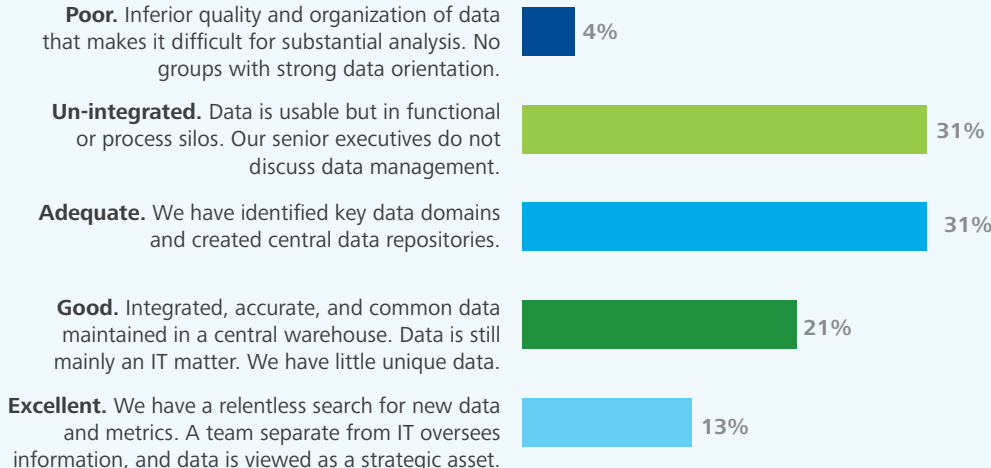 Poor. Inferior quality and organization of data
that makes it difficult for substantial analysis. No
groups with strong data orientation.
4%
Un-integrated. Data is usable but in functional
or process silos. Our senior executives do not
discuss data management.
31%
Adequate. We have identified key data domains
and created central data repositories.
31%
Good. Integrated, accurate, and common data
maintained in a central warehouse. Data is still
mainly an IT matter. We have little unique data.
21%
Excellent. We have a relentless search for new data
and metrics. A team separate from IT oversees
information, and data is viewed as a strategic asset.
13%